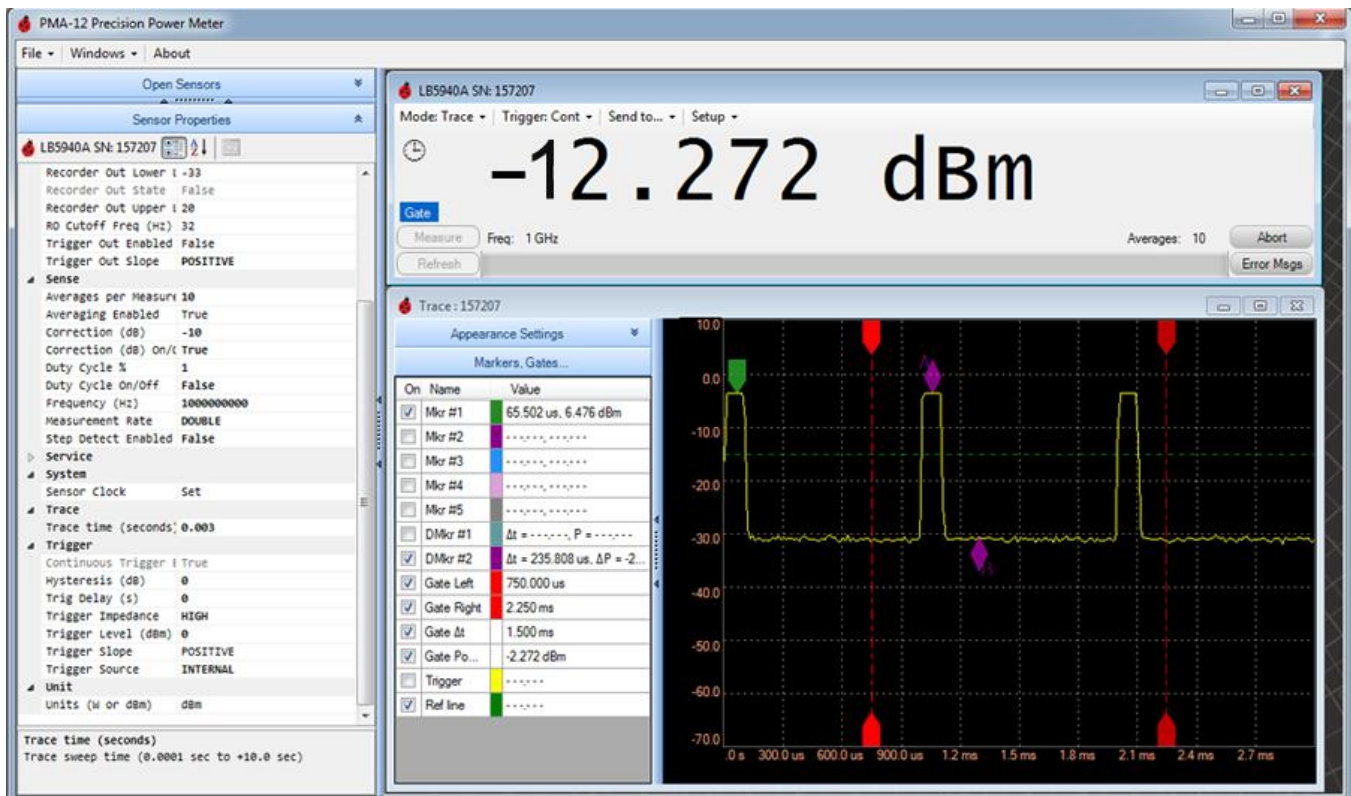 PMA-12 Precision Power Meter
File Windows About
Open Sensors
Sensor Properties
LB5940A SN: 157207
Recorder Out Lower L -33
Recorder Out State False
Recorder Out Upper L 20
RO Cutoff Freq (Hz) 32
Trigger Out Enabled False
Trigger Out Slope POSITIVE
Sense
Averages per Measure 10
Averaging Enabled True
Correction (dB) -10
Correction (dB) On/O True
Duty Cycle % 1
Duty Cycle On/Off False
Frequency (Hz) 1000000000
Measurement Rate DOUBLE
Step Detect Enabled False
Service
System
Sensor Clock Set
Trace
Trace time (seconds) 0.003
Trigger
Continuous Trigger E True
Hysteresis (dB) 0
Trig Delay (s) 0
Trigger Impedance HIGH
Trigger Level (dBm) 0
Trigger Slope POSITIVE
Trigger Source INTERNAL
Unit
Units (W or dBm) dBm
Trace time (seconds)
Trace sweep time (0.0001 sec to +10.0 sec)
LB5940A SN: 157207
Mode: Trace Trigger: Cont Send to... Setup
-12.272 dBm
Gate
Measure Freq: 1 GHz Averages: 10 Abort
Refresh Error Msgs
Trace : 157207
Appearance Settings
Markers, Gates...
On Name Value
Mkr #1 65.502 us, 6.476 dBm
Mkr #2 ---.---, ---.---
Mkr #3 ---.---, ---.---
Mkr #4 ---.---, ---.---
Mkr #5 ---.---, ---.---
DMkr #1 Δt = ---.---, P = ---.---
DMkr #2 Δt = 235.808 us, ΔP = -2...
Gate Left 750.000 us
Gate Right 2.250 ms
Gate Δt 1.500 ms
Gate Po... -2.272 dBm
Trigger ---.---
Ref line ---.---
10.0
0.0
-10.0
-20.0
-30.0
-40.0
-50.0
-60.0
-70.0
.0 s 300.0 us 600.0 us 900.0 us 1.2 ms 1.5 ms 1.8 ms 2.1 ms 2.4 ms 2.7 ms